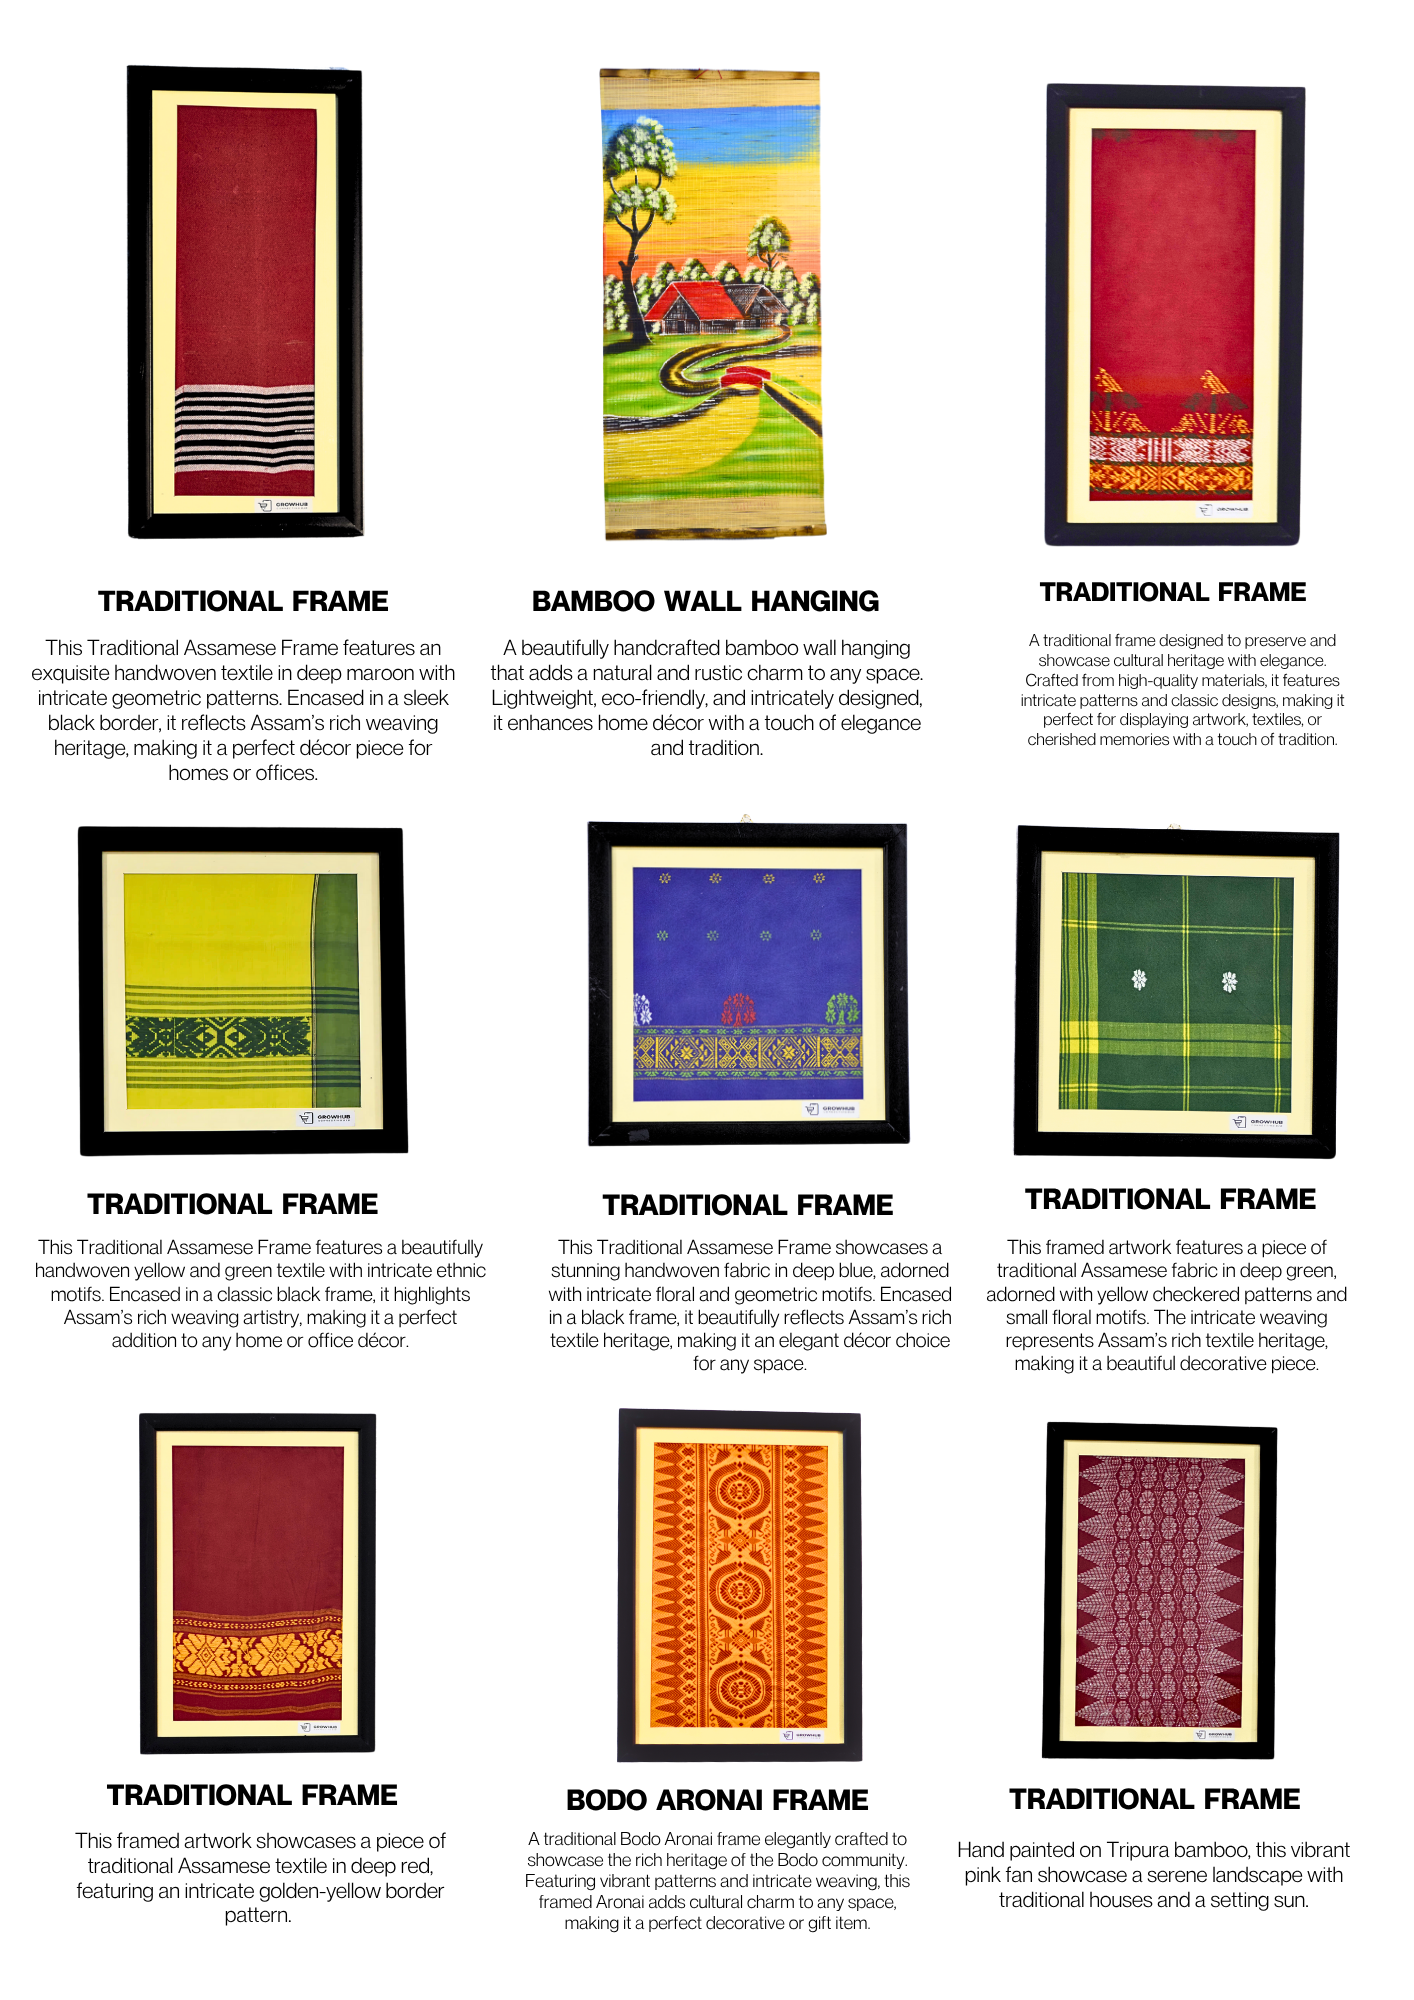 GROWHUB
GROWHUB
TRADITIONAL FRAME
This Traditional Assamese Frame features an
exquisite handwoven textile in deep maroon with
intricate geometric patterns. Encased in a sleek
black border, it reflects Assam's rich weaving
heritage, making it a perfect décor piece for
homes or offices.
BAMBOO WALL HANGING
A beautifully handcrafted bamboo wall hanging
that adds a natural and rustic charm to any space.
Lightweight, eco-friendly, and intricately designed,
it enhances home décor with a touch of elegance
and tradition.
TRADITIONAL FRAME
A traditional frame designed to preserve and
showcase cultural heritage with elegance.
Crafted from high-quality materials, it features
intricate patterns and classic designs, making it
perfect for displaying artwork, textiles, or
cherished memories with a touch of tradition.
GROWHUB
GROWHUB
GROWHUB
TRADITIONAL FRAME
This Traditional Assamese Frame features a beautifully
handwoven yellow and green textile with intricate ethnic
motifs. Encased in a classic black frame, it highlights
Assam's rich weaving artistry, making it a perfect
addition to any home or office décor.
TRADITIONAL FRAME
This Traditional Assamese Frame showcases a
stunning handwoven fabric in deep blue, adorned
with intricate floral and geometric motifs. Encased
in a black frame, it beautifully reflects Assam's rich
textile heritage, making it an elegant décor choice
for any space.
TRADITIONAL FRAME
This framed artwork features a piece of
traditional Assamese fabric in deep green,
adorned with yellow checkered patterns and
small floral motifs. The intricate weaving
represents Assam's rich textile heritage,
making it a beautiful decorative piece.
GROWHUB
GROWHUB
GROWHUB
TRADITIONAL FRAME
This framed artwork showcases a piece of
traditional Assamese textile in deep red,
featuring an intricate golden-yellow border
pattern.
BODO ARONAI FRAME
A traditional Bodo Aronai frame elegantly crafted to
showcase the rich heritage of the Bodo community.
Featuring vibrant patterns and intricate weaving, this
framed Aronai adds cultural charm to any space,
making it a perfect decorative or gift item.
TRADITIONAL FRAME
Hand painted on Tripura bamboo, this vibrant
pink fan showcase a serene landscape with
traditional houses and a setting sun.